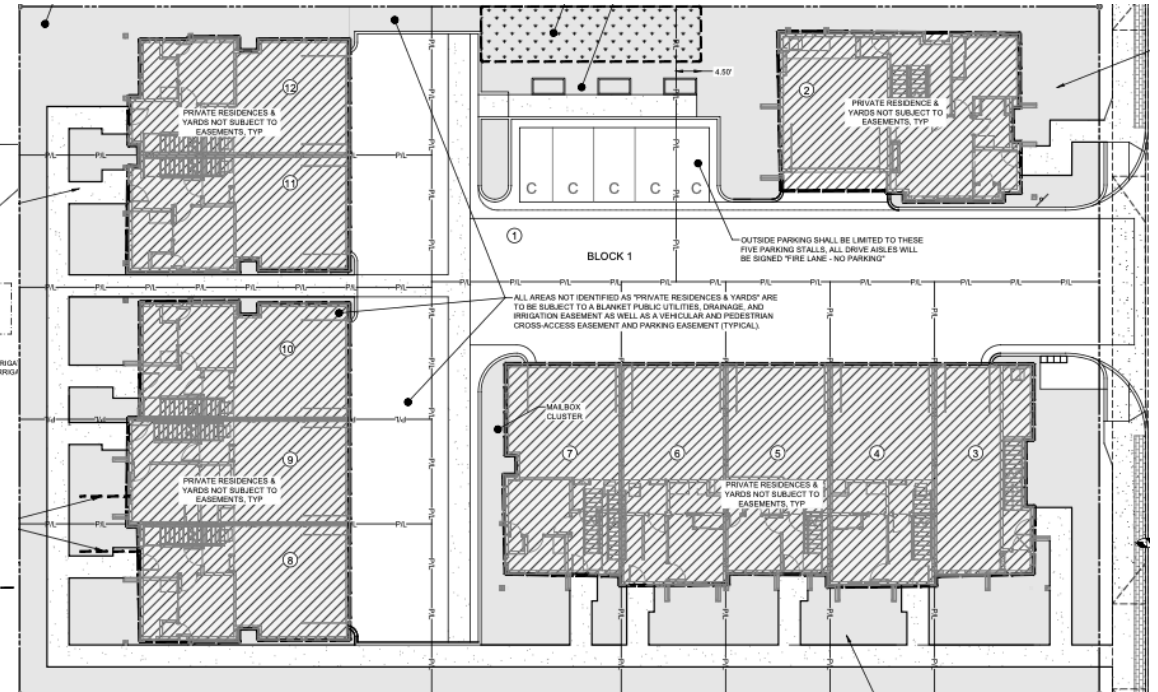 4.50'
12
2
PRIVATE RESIDENCES &
YARDS NOT SUBJECT TO
EASEMENTS, TYP
PRIVATE RESIDENCE &
YARDS NOT SUBJECT TO
EASEMENTS, TYP
P/L
P/L
P/L
P/L
P/L
P/L
11
C
C
C
C
C
1
BLOCK 1
OUTSIDE PARKING SHALL BE LIMITED TO THESE
FIVE PARKING STALLS, ALL DRIVE AISLES WILL
BE SIGNED "FIRE LANE - NO PARKING"
P/L
P/L
P/L
P/L
P/L
P/L
P/L
P/L
P/L
ALL AREAS NOT IDENTIFIED AS "PRIVATE RESIDENCES & YARDS" ARE
TO BE SUBJECT TO A BLANKET PUBLIC UTILITIES, DRAINAGE, AND
IRRIGATION EASEMENT AS WELL AS A VEHICULAR AND PEDESTRIAN
CROSS-ACCESS EASEMENT AND PARKING EASEMENT (TYPICAL).
10
MAILBOX
CLUSTER
P/L
P/L
P/L
7
6
5
4
3
9
PRIVATE RESIDENCES &
YARDS NOT SUBJECT TO
EASEMENTS, TYP
PRIVATE RESIDENCES &
YARDS NOT SUBJECT TO
EASEMENTS, TYP
P/L
P/L
P/L
8